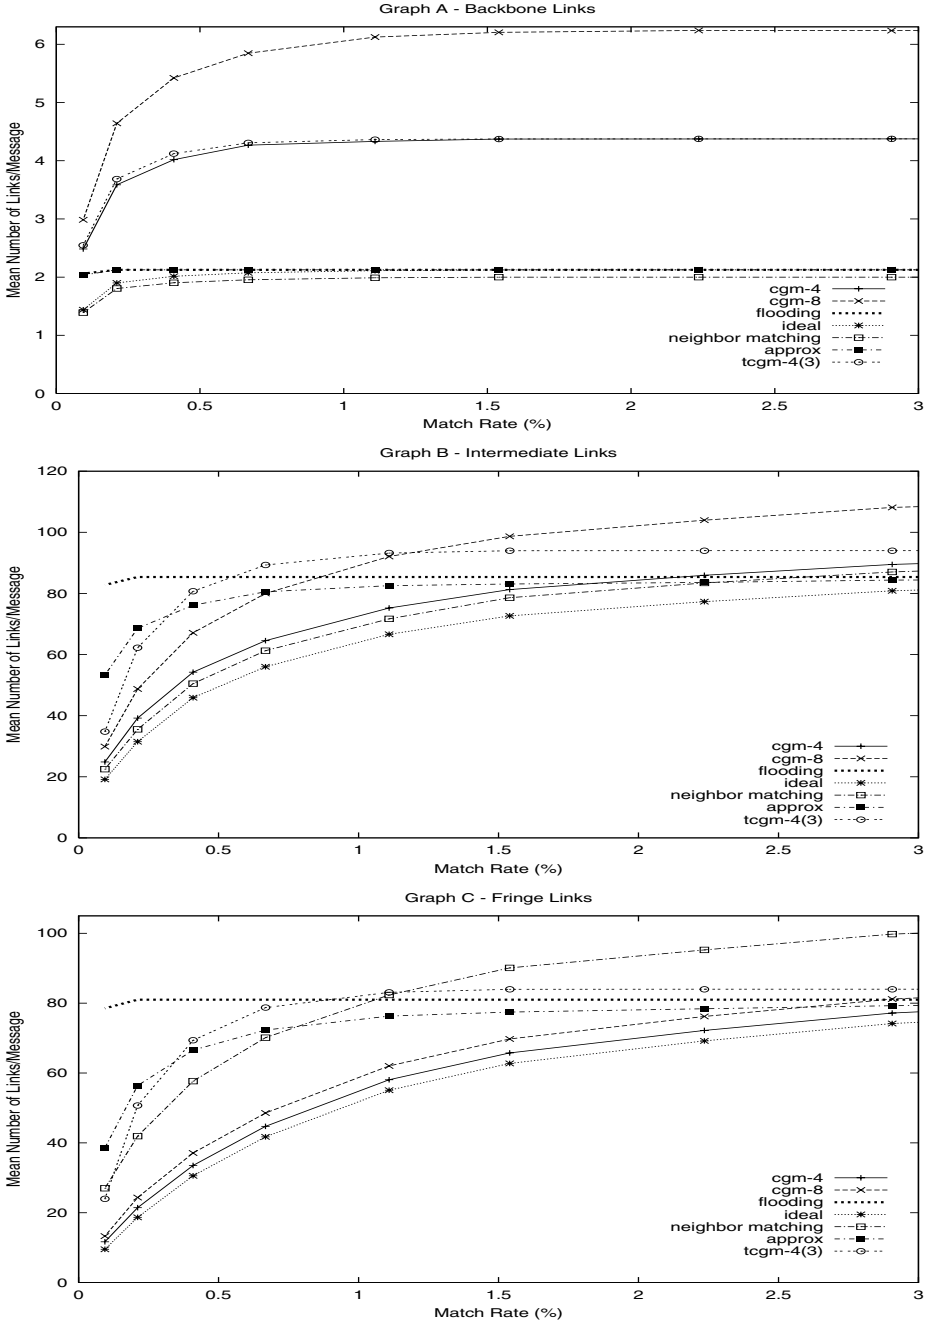 Graph A - Backbone Links
Mean Number of Links/Message
6
5
4
3
2
1
0
cgm-4
cgm-8
flooding
ideal
neighbor matching
approx
tcgm-4(3)
0 0.5 1 1.5 2 2.5 3
Match Rate (%)
Graph B - Intermediate Links
Mean Number of Links/Message
120
100
80
60
40
20
0
cgm-4
cgm-8
flooding
ideal
neighbor matching
approx
tcgm-4(3)
0 0.5 1 1.5 2 2.5 3
Match Rate (%)
Graph C - Fringe Links
Mean Number of Links/Message
100
80
60
40
20
0
cgm-4
cgm-8
flooding
ideal
neighbor matching
approx
tcgm-4(3)
0 0.5 1 1.5 2 2.5 3
Match Rate (%)